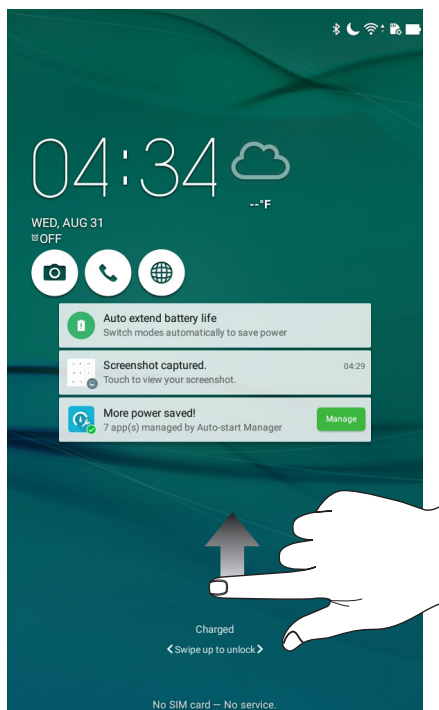 04:34
--°F
WED, AUG 31
OFF
Auto extend battery life
Switch modes automatically to save power
Screenshot captured. 04:29
Touch to view your screenshot.
More power saved!
7 app(s) managed by Auto-start Manager Manage
Charged
Swipe up to unlock
No SIM card — No service.